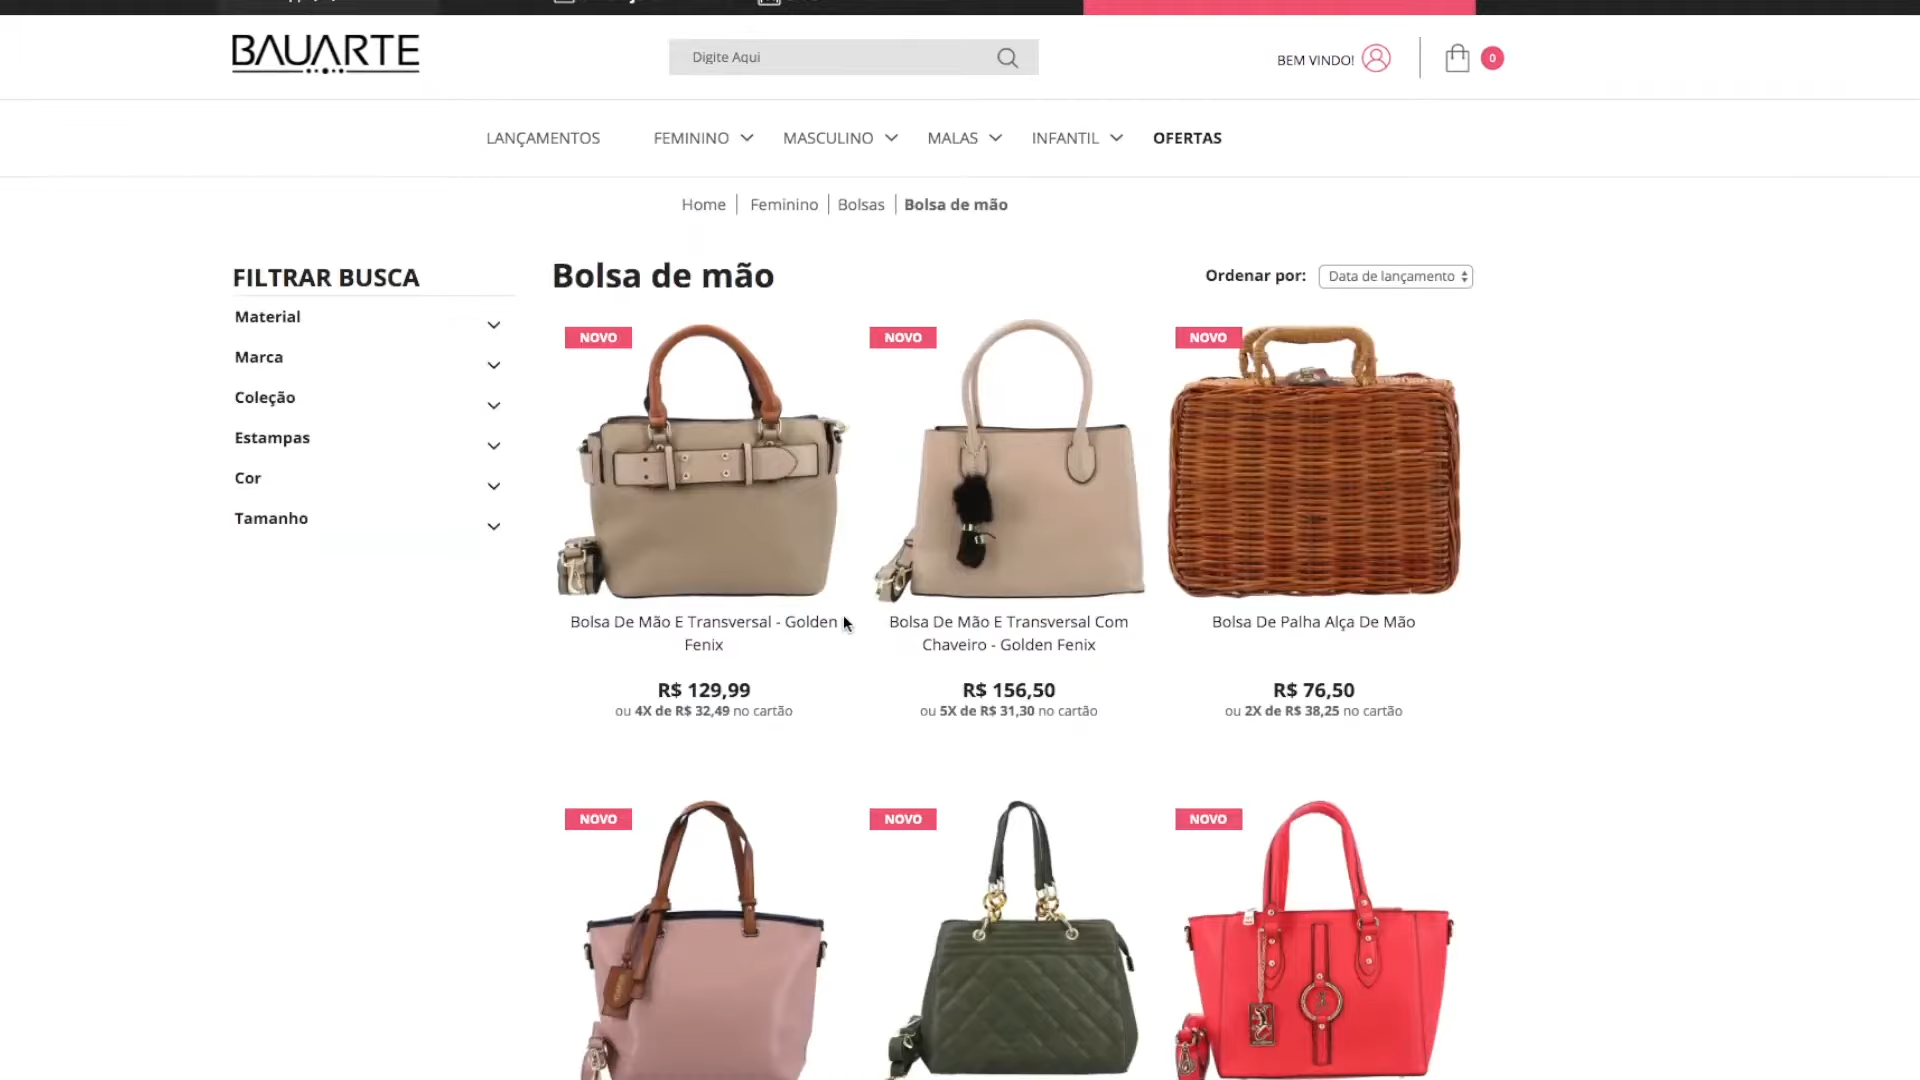 BAUARTE
Digite Aqui
BEM VINDO!
0
LANÇAMENTOS
FEMININO
MASCULINO
MALAS
INFANTIL
OFERTAS
Home
Feminino
Bolsas
Bolsa de mão
FILTRAR BUSCA
Material
Marca
Coleção
Estampas
Cor
Tamanho
Bolsa de mão
Ordenar por:
Data de lançamento
NOVO
NOVO
NOVO
Bolsa De Mão E Transversal - Golden
Fenix
R$ 129,99
ou 4X de R$ 32,49 no cartão
Bolsa De Mão E Transversal Com
Chaveiro - Golden Fenix
R$ 156,50
ou 5X de R$ 31,30 no cartão
Bolsa De Palha Alça De Mão
R$ 76,50
ou 2X de R$ 38,25 no cartão
NOVO
NOVO
NOVO